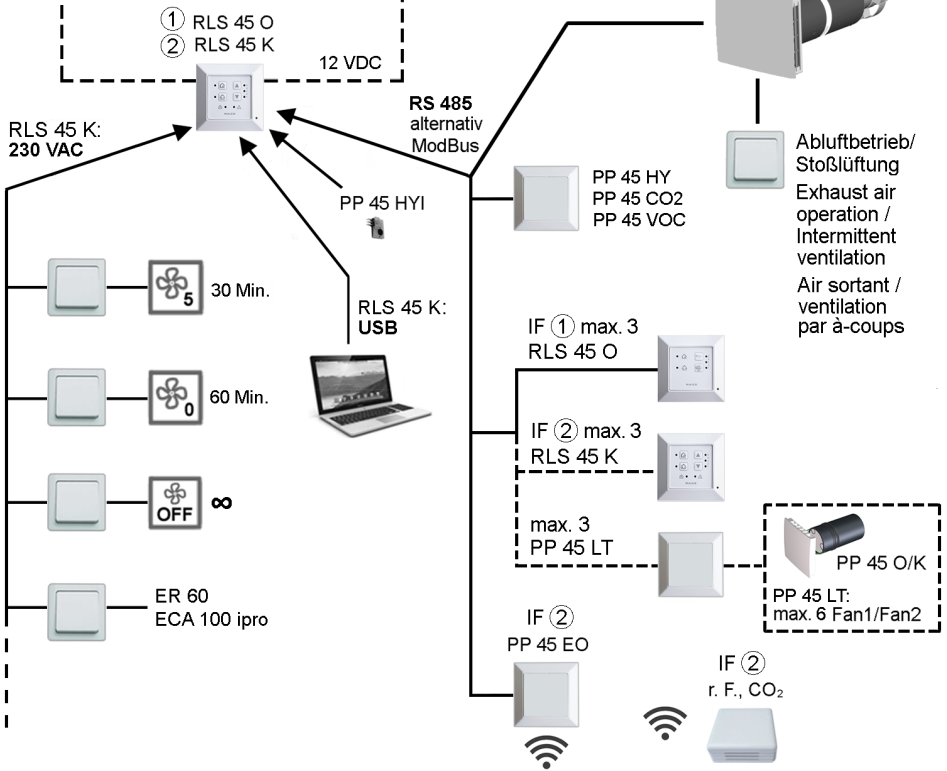 ① RLS 45 O
② RLS 45 K
12 VDC
RLS 45 K:
230 VAC
RS 485
alternativ
ModBus
PP 45 HYI
Abluftbetrieb/
Stoßlüftung
Exhaust air
operation /
Intermittent
ventilation
Air sortant /
ventilation
par à-coups
PP 45 HY
PP 45 CO2
PP 45 VOC
5
30 Min.
RLS 45 K:
USB
0
60 Min.
IF ① max. 3
RLS 45 O
IF ② max. 3
RLS 45 K
OFF
∞
max. 3
PP 45 LT
PP 45 O/K
PP 45 LT:
max. 6 Fan1/Fan2
ER 60
ECA 100 ipro
IF ②
PP 45 EO
IF ②
r. F., CO₂